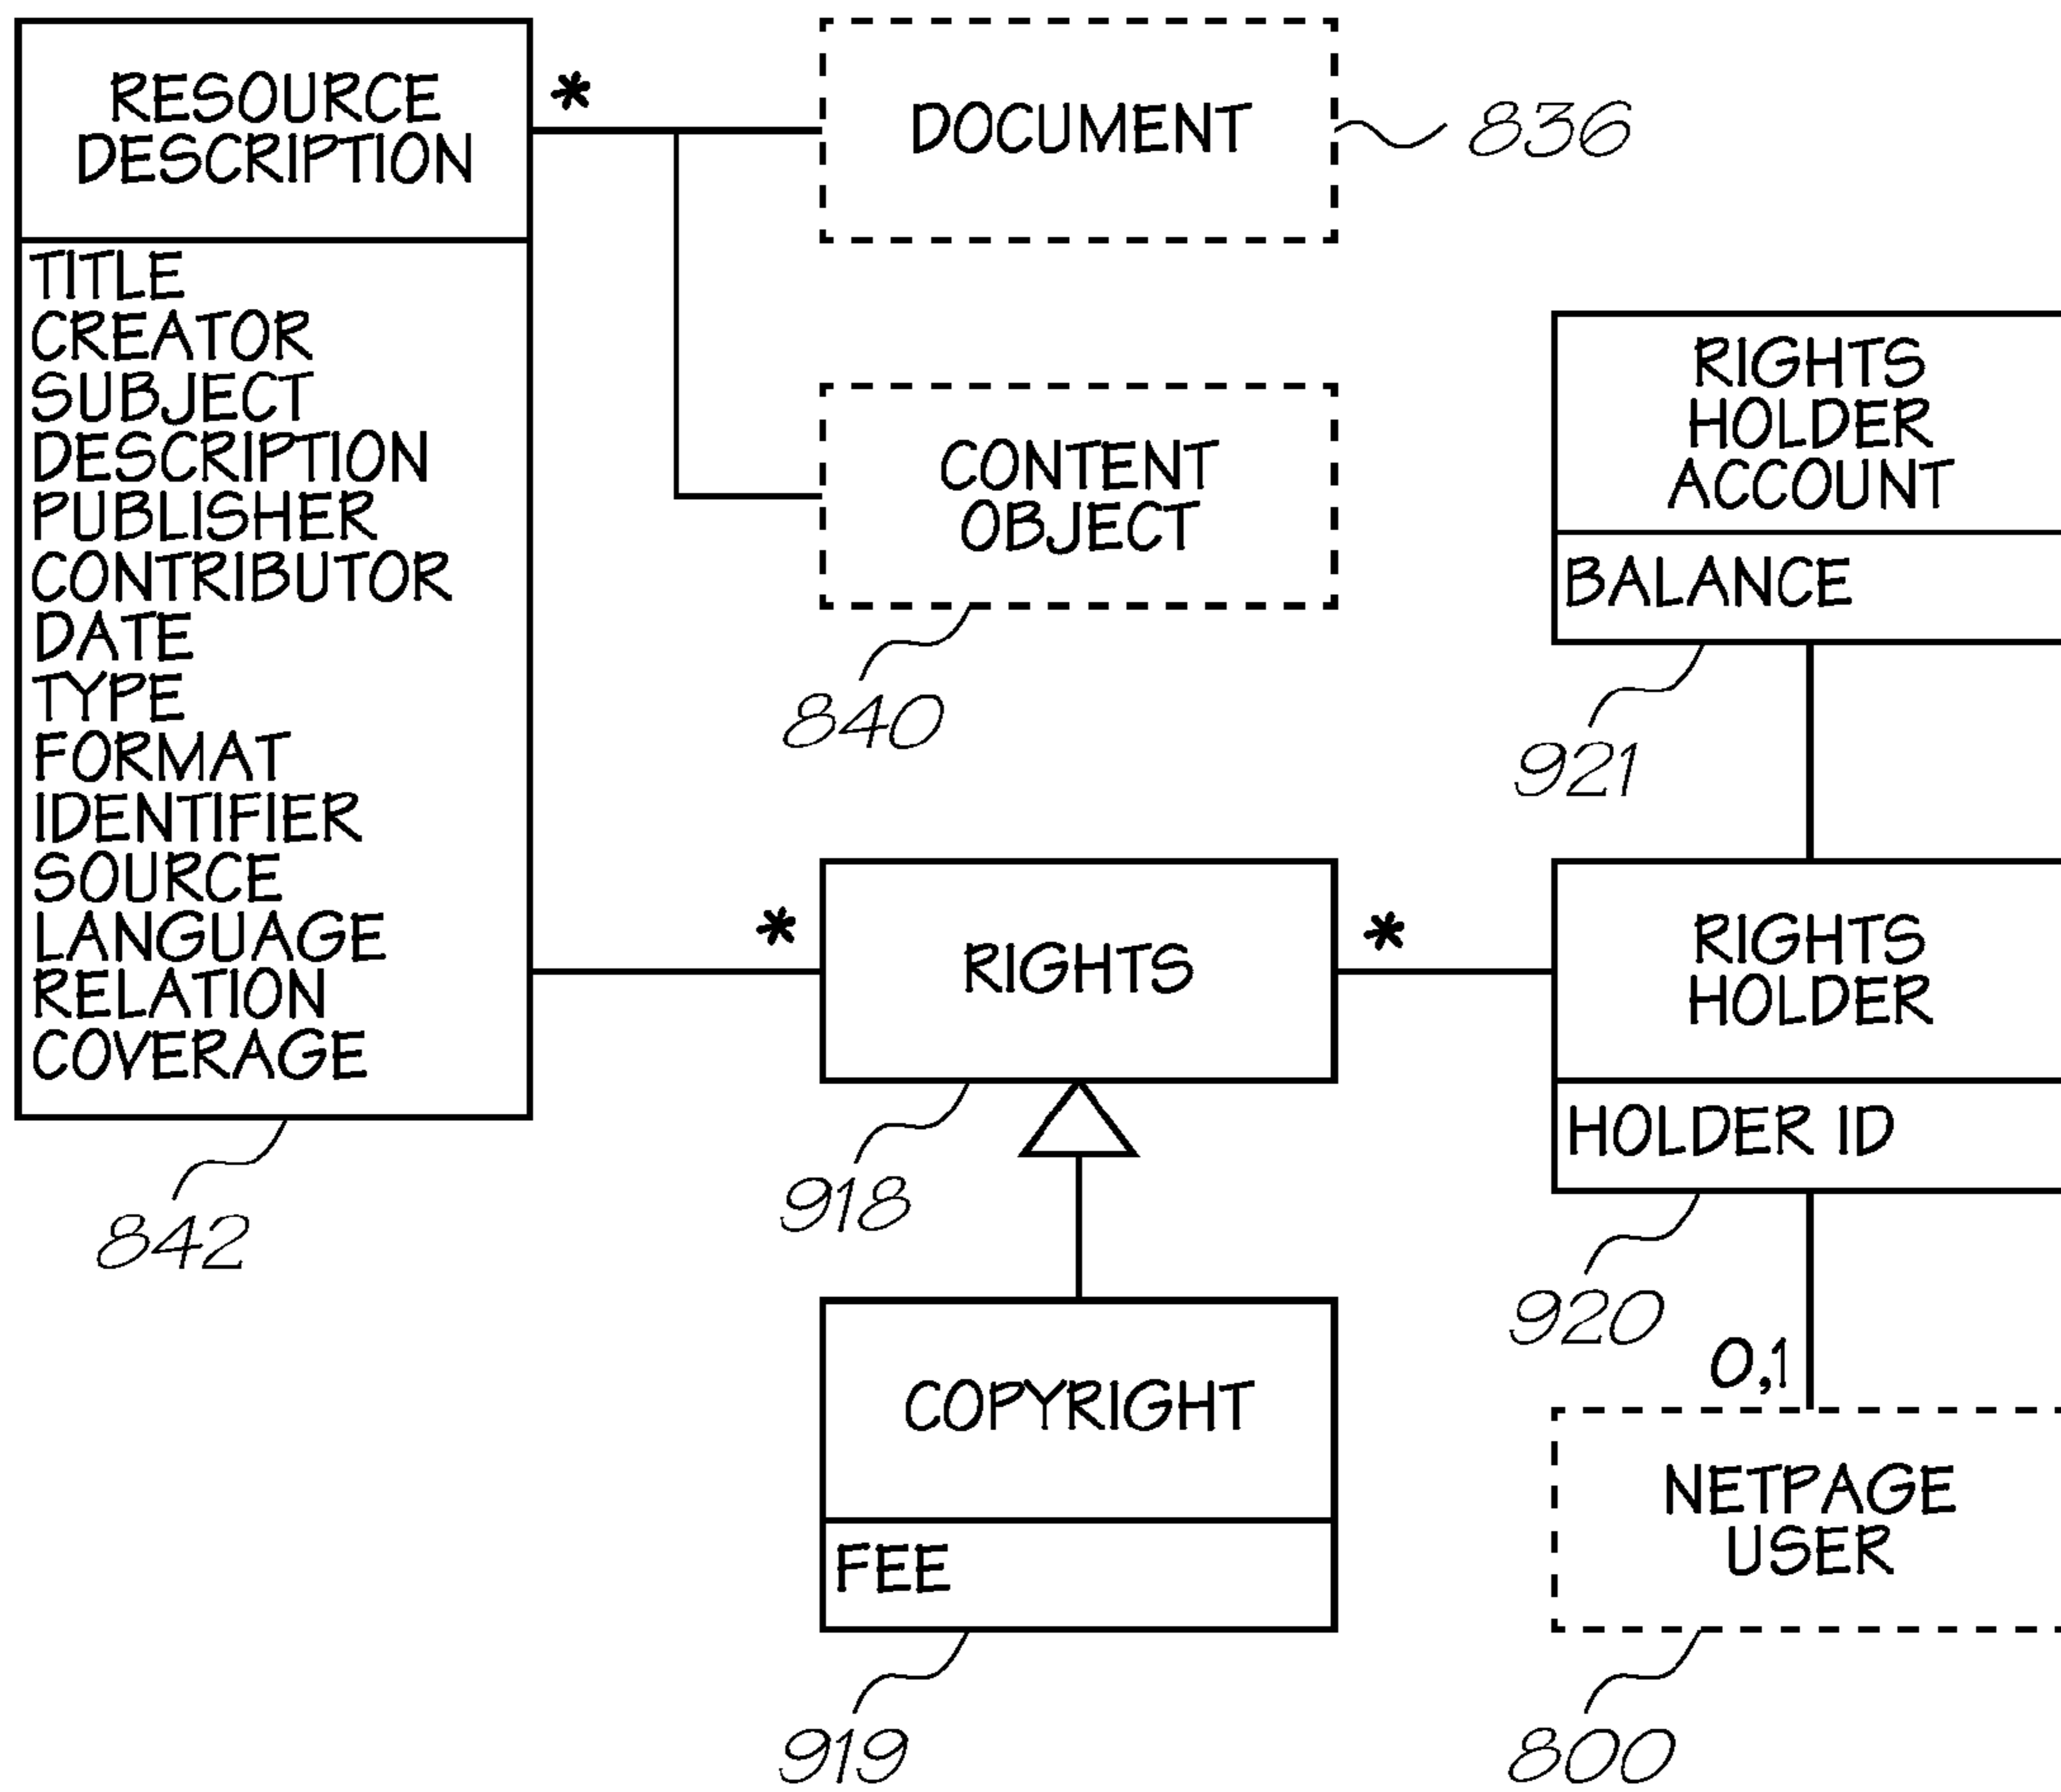 RESOURCE
DESCRIPTION
TITLE
CREATOR
SUBJECT
DESCRIPTION
PUBLISHER
CONTRIBUTOR
DATE
TYPE
FORMAT
IDENTIFIER
SOURCE
LANGUAGE
RELATION
COVERAGE
842
*
DOCUMENT
836
CONTENT
OBJECT
840
RIGHTS
HOLDER
ACCOUNT
BALANCE
921
*
RIGHTS
*
918
RIGHTS
HOLDER
HOLDER ID
920
COPYRIGHT
FEE
919
0,1
NETPAGE
USER
800